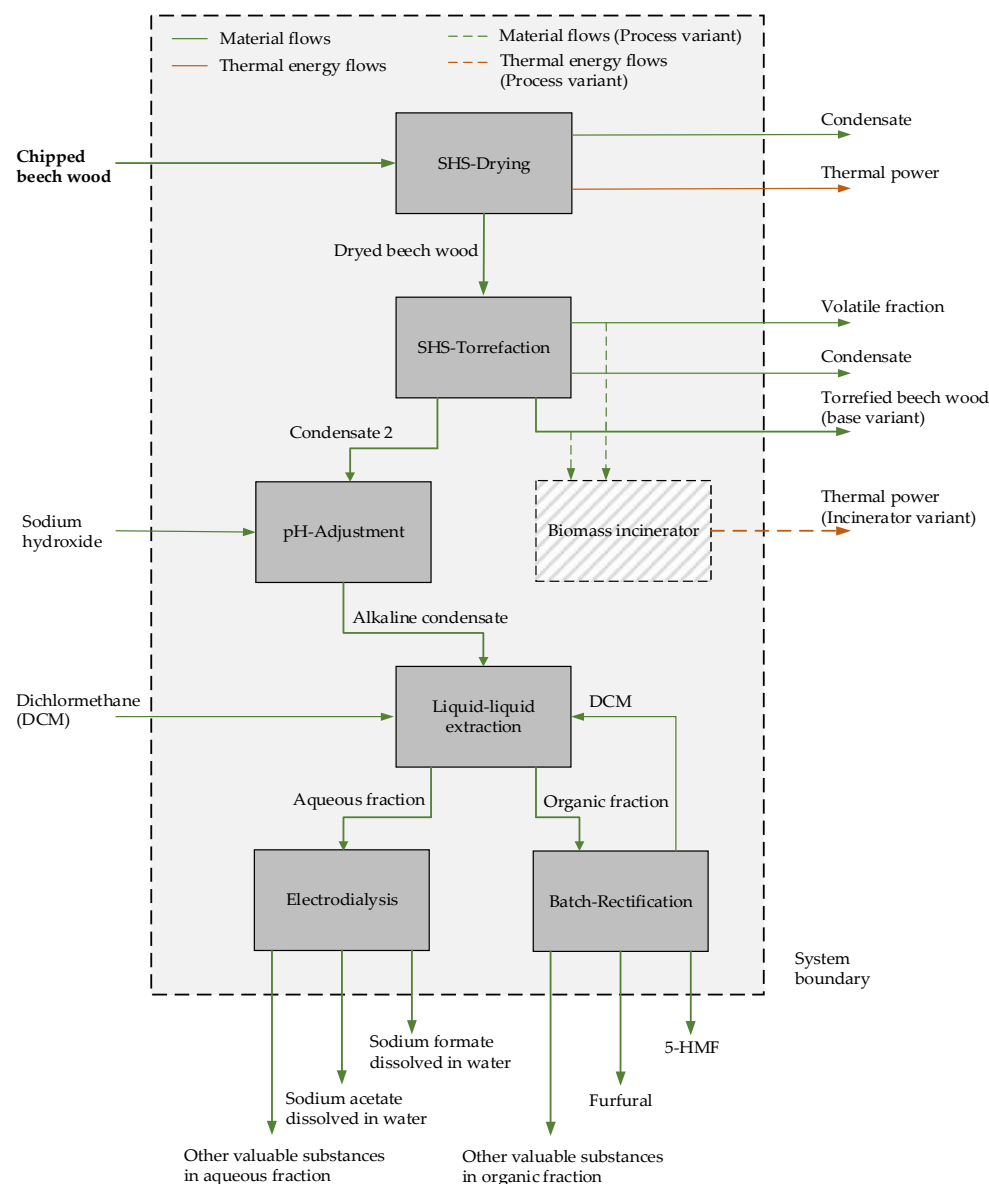 Material flows
Thermal energy flows
Material flows (Process variant)
Thermal energy flows
(Process variant)
Chipped
beech wood
SHS-Drying
Condensate
Thermal power
Dryed beech wood
SHS-Torrefaction
Volatile fraction
Condensate
Torrefied beech wood
(base variant)
Condensate 2
Sodium
hydroxide
pH-Adjustment
Biomass incinerator
Thermal power
(Incinerator variant)
Alkaline condensate
Dichlormethane
(DCM)
Liquid-liquid
extraction
DCM
Aqueous fraction
Organic fraction
Electrodialysis
Batch-Rectification
System
boundary
Sodium formate
dissolved in water
5-HMF
Sodium acetate
dissolved in water
Furfural
Other valuable substances
in aqueous fraction
Other valuable substances
in organic fraction